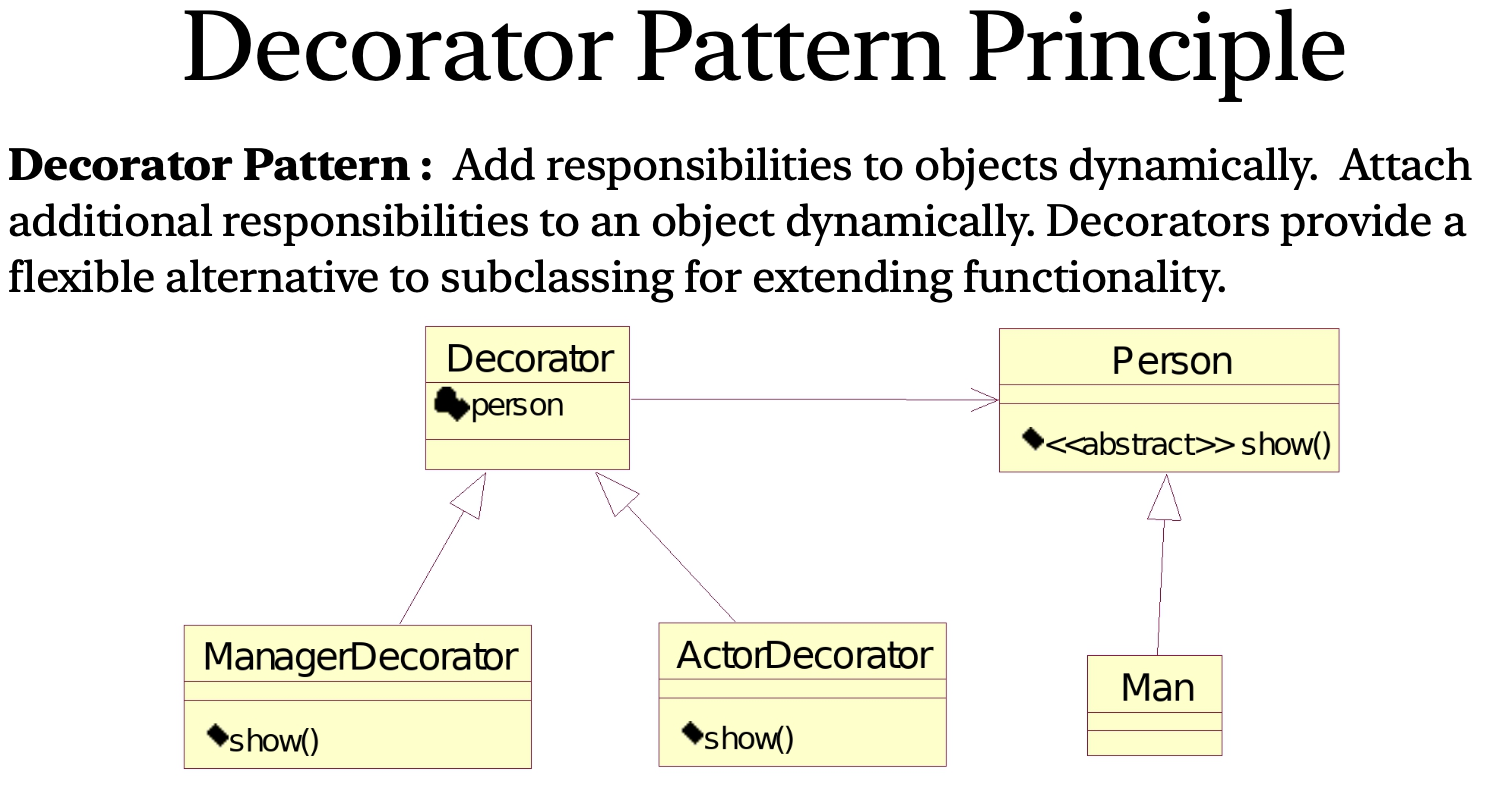 Decorator Pattern Principle
Decorator Pattern : Add responsibilities to objects dynamically. Attach
additional responsibilities to an object dynamically. Decorators provide a
flexible alternative to subclassing for extending functionality.
Decorator
person
Person
<<abstract>> show()
ManagerDecorator
show()
ActorDecorator
show()
Man